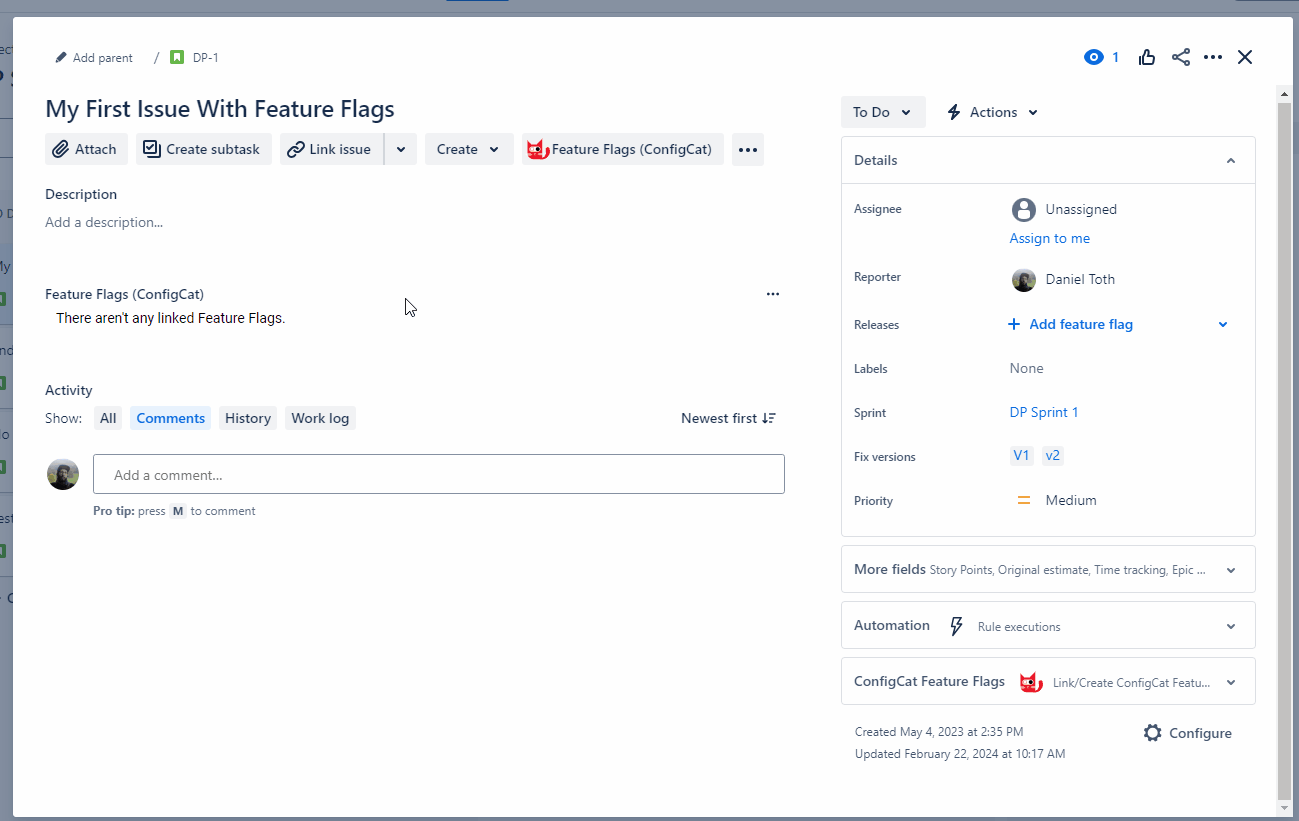 Add parent / DP-1
1
My First Issue With Feature Flags
Attach Create subtask Link issue Create Feature Flags (ConfigCat)
Description
Add a description...
Feature Flags (ConfigCat)
There aren't any linked Feature Flags.
Activity
Show: All Comments History Work log Newest first
Add a comment...
Pro tip: press M to comment
To Do Actions
Details
Assignee Unassigned
Assign to me
Reporter Daniel Toth
Releases Add feature flag
Labels None
Sprint DP Sprint 1
Fix versions V1 v2
Priority Medium
More fields Story Points, Original estimate, Time tracking, Epic ...
Automation Rule executions
ConfigCat Feature Flags Link/Create ConfigCat Featu...
Created May 4, 2023 at 2:35 PM
Updated February 22, 2024 at 10:17 AM
Configure